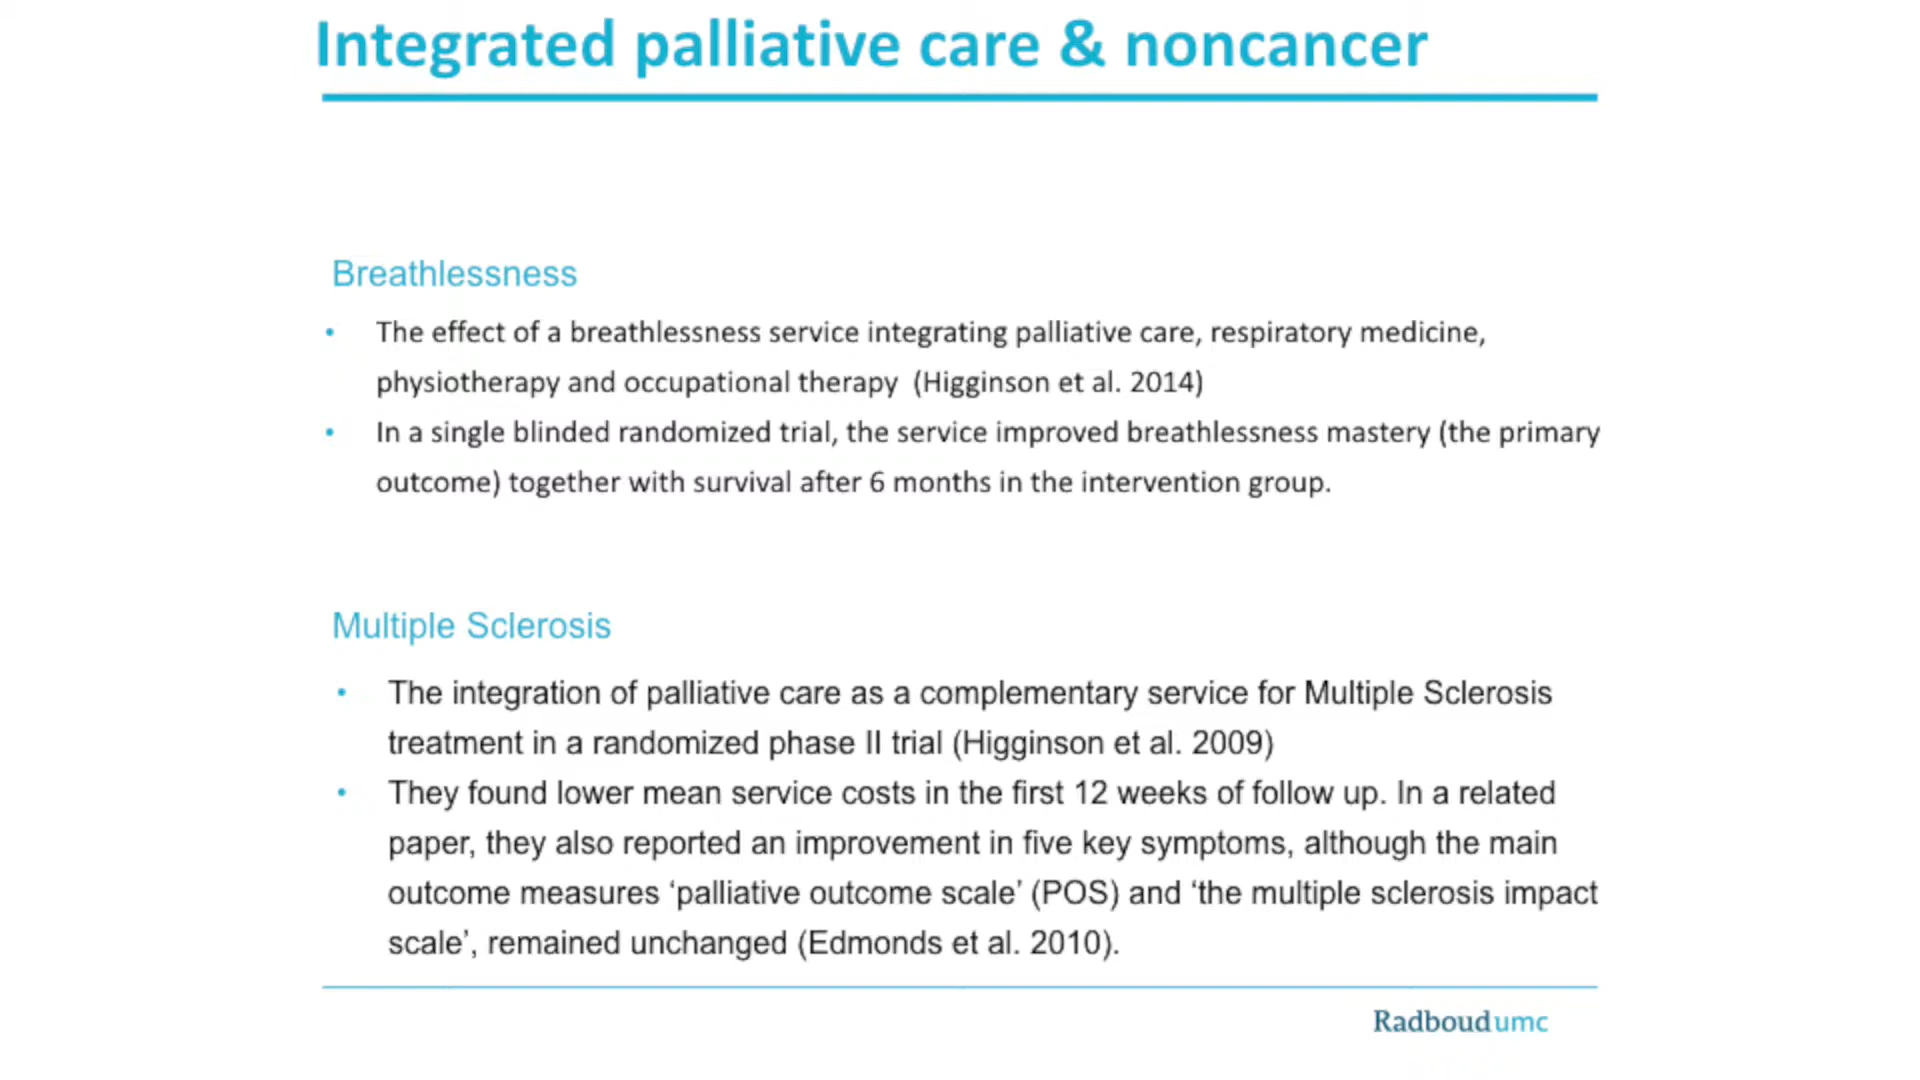 Integrated palliative care & noncancer
Breathlessness
• The effect of a breathlessness service integrating palliative care, respiratory medicine,
physiotherapy and occupational therapy (Higginson et al. 2014)
• In a single blinded randomized trial, the service improved breathlessness mastery (the primary
outcome) together with survival after 6 months in the intervention group.
Multiple Sclerosis
• The integration of palliative care as a complementary service for Multiple Sclerosis
treatment in a randomized phase II trial (Higginson et al. 2009)
• They found lower mean service costs in the first 12 weeks of follow up. In a related
paper, they also reported an improvement in five key symptoms, although the main
outcome measures ‘palliative outcome scale’ (POS) and ‘the multiple sclerosis impact
scale’, remained unchanged (Edmonds et al. 2010).
Radboudumc